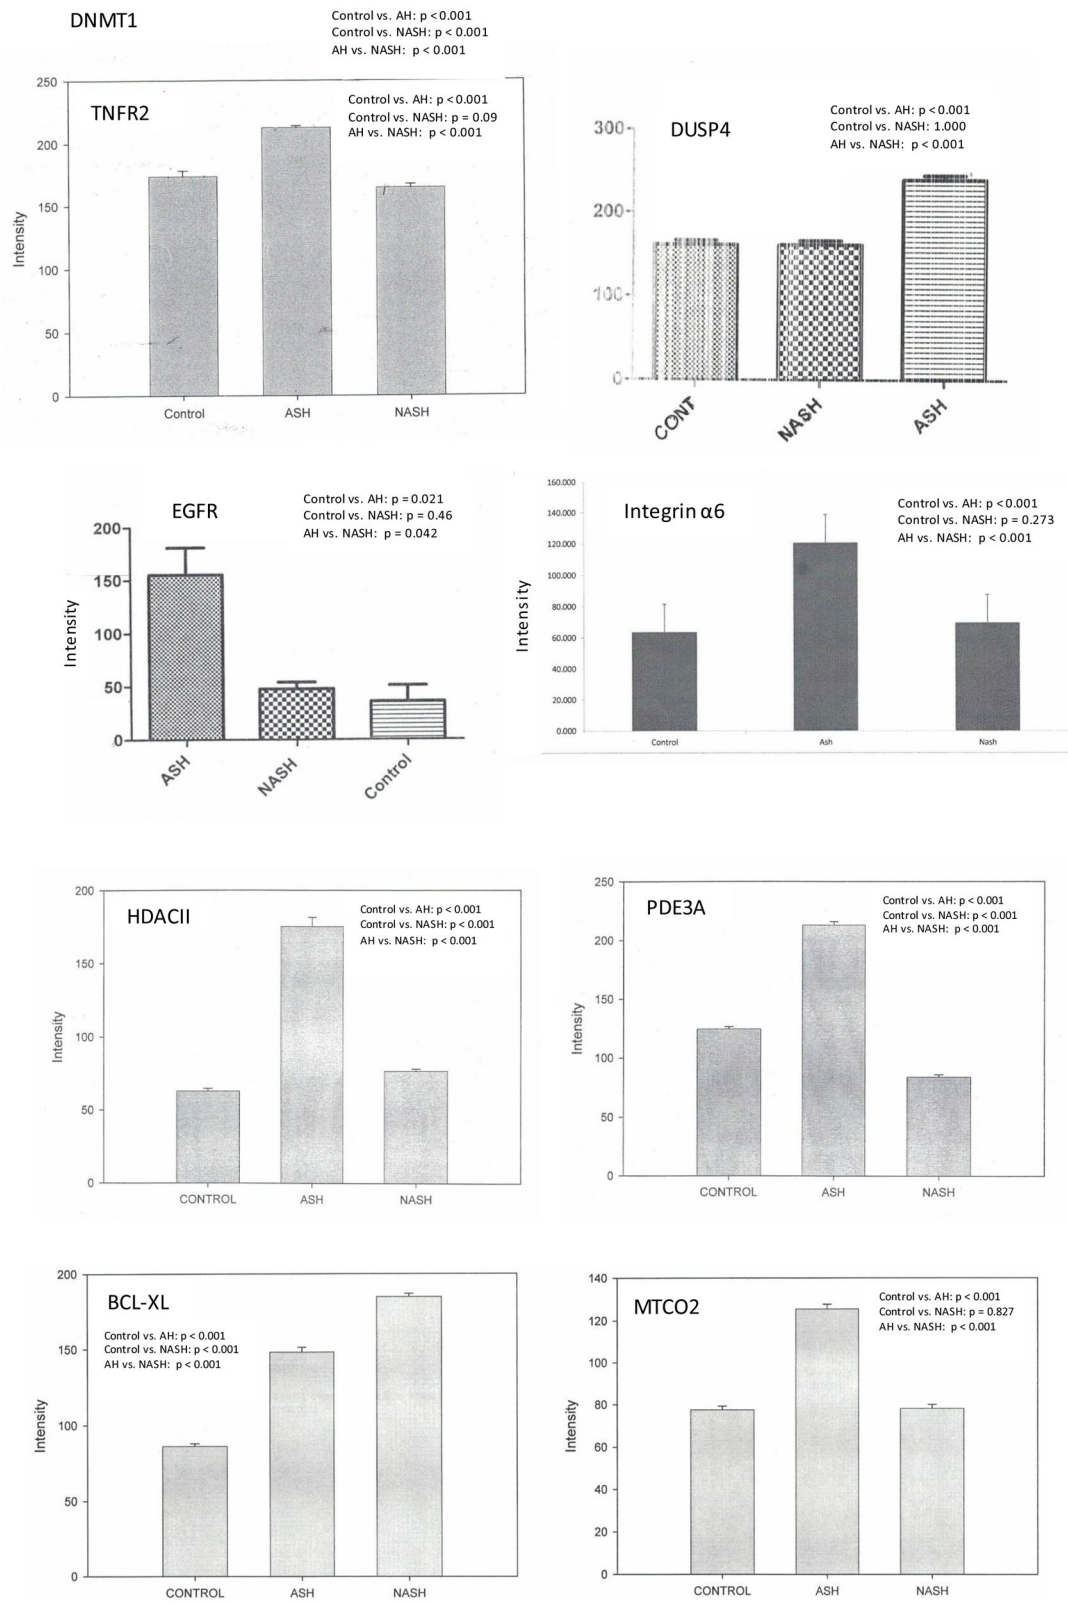 DNMT1
Control vs. AH: p < 0.001
Control vs. NASH: p < 0.001
AH vs. NASH: p < 0.001
TNFR2
Control vs. AH: p < 0.001
Control vs. NASH: p = 0.09
AH vs. NASH: p < 0.001
Intensity
250
200
150
100
50
0
Control ASH NASH
DUSP4
Control vs. AH: p < 0.001
Control vs. NASH: 1.000
AH vs. NASH: p < 0.001
300
200
100
0
CONT NASH ASH
EGFR
Control vs. AH: p = 0.021
Control vs. NASH: p = 0.46
AH vs. NASH: p = 0.042
Intensity
200
150
100
50
0
ASH NASH Control
Integrin α6
Control vs. AH: p < 0.001
Control vs. NASH: p = 0.273
AH vs. NASH: p < 0.001
Intensity
160.000
140.000
120.000
100.000
80.000
60.000
40.000
20.000
0.000
Control Ash Nash
HDACII
Control vs. AH: p < 0.001
Control vs. NASH: p < 0.001
AH vs. NASH: p < 0.001
Intensity
200
150
100
50
0
CONTROL ASH NASH
PDE3A
Control vs. AH: p < 0.001
Control vs. NASH: p < 0.001
AH vs. NASH: p < 0.001
Intensity
250
200
150
100
50
0
CONTROL ASH NASH
BCL-XL
Control vs. AH: p < 0.001
Control vs. NASH: p < 0.001
AH vs. NASH: p < 0.001
Intensity
200
150
100
50
0
CONTROL ASH NASH
MTCO2
Control vs. AH: p < 0.001
Control vs. NASH: p = 0.827
AH vs. NASH: p < 0.001
Intensity
140
120
100
80
60
40
20
0
CONTROL ASH NASH